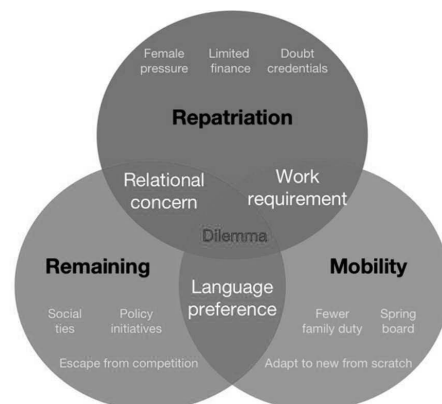 Female Limited Doubt
pressure finance credentials
Repatriation
Relational Work
concern requirement
Dilemma
Remaining Mobility
Language
preference
Social Policy Fewer Spring
ties initiatives family duty board
Escape from competition Adapt to new from scratch